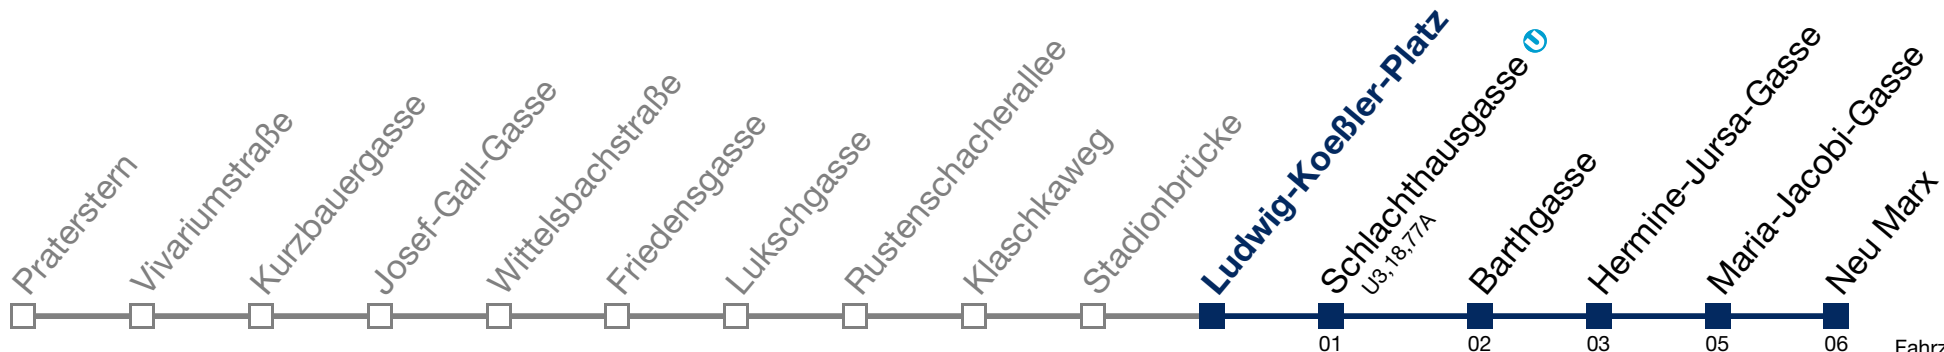 Praterstern
Vivariumstraße
Kurzbauergasse
Josef-Gall-Gasse
Wittelsbachstraße
Friedensgasse
Lukschgasse
Rustenschacherallee
Klaschkaweg
Stadionbrücke
Ludwig-Koeßler-Platz
Schlachthausgasse U
U3,18,77A
Barthgasse
Hermine-Jursa-Gasse
Maria-Jacobi-Gasse
Neu Marx
01 02 03 05 06